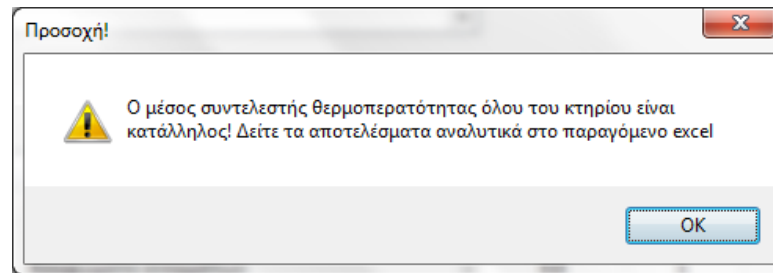 Προσοχή!
Ο μέσος συντελεστής θερμοπερατότητας όλου του κτηρίου είναι
κατάλληλος! Δείτε τα αποτελέσματα αναλυτικά στο παραγόμενο excel
OK